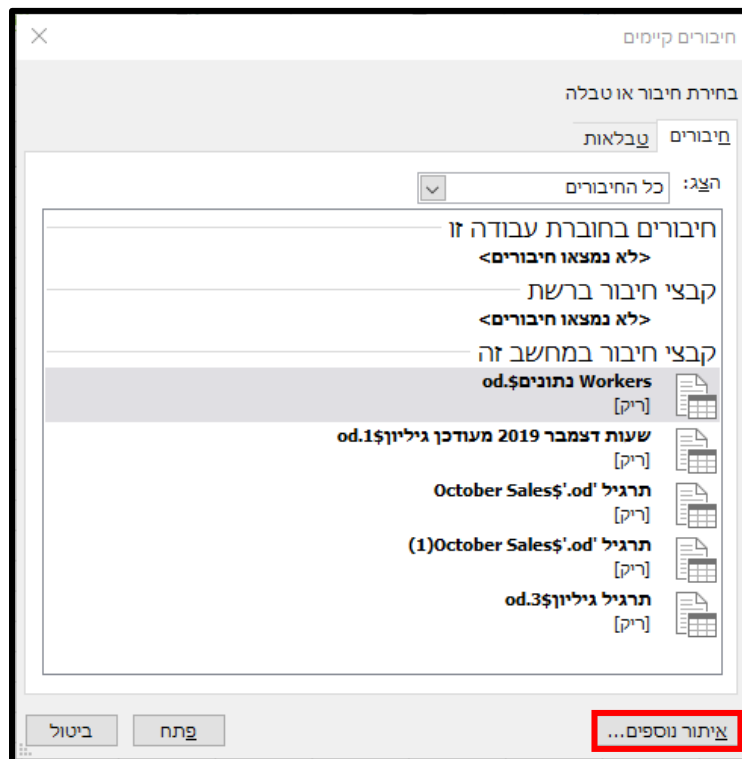 חיבורים קיימים
בחירת חיבור או טבלה
חיבורים טבלאות
הצג: כל החיבורים
חיבורים בחוברת עבודה זו
<לא נמצאו חיבורים>
קבצי חיבור ברשת
<לא נמצאו חיבורים>
קבצי חיבור במחשב זה
Workers נתונים$.od
[ריק]
שעות דצמבר 2019 מעודכן גיליון1$.od
[ריק]
תרגיל 'October Sales$'.od
[ריק]
תרגיל 'October Sales$'.od(1)
[ריק]
תרגיל גיליון3$.od
[ריק]
איתור נוספים... פתח ביטול